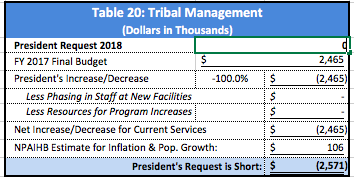 Table 20: Tribal Management
(Dollars in Thousands)
President Request 2018 0
FY 2017 Final Budget $ 2,465
President's Increase/Decrease -100.0% $ (2,465)
Less Phasing in Staff at New Facilities $ -
Less Resources for Program Increases $ -
Net Increase/Decrease for Current Services $ (2,465)
NPAIHB Estimate for Inflation & Pop. Growth: $ 106
President's Request is Short: $ (2,571)